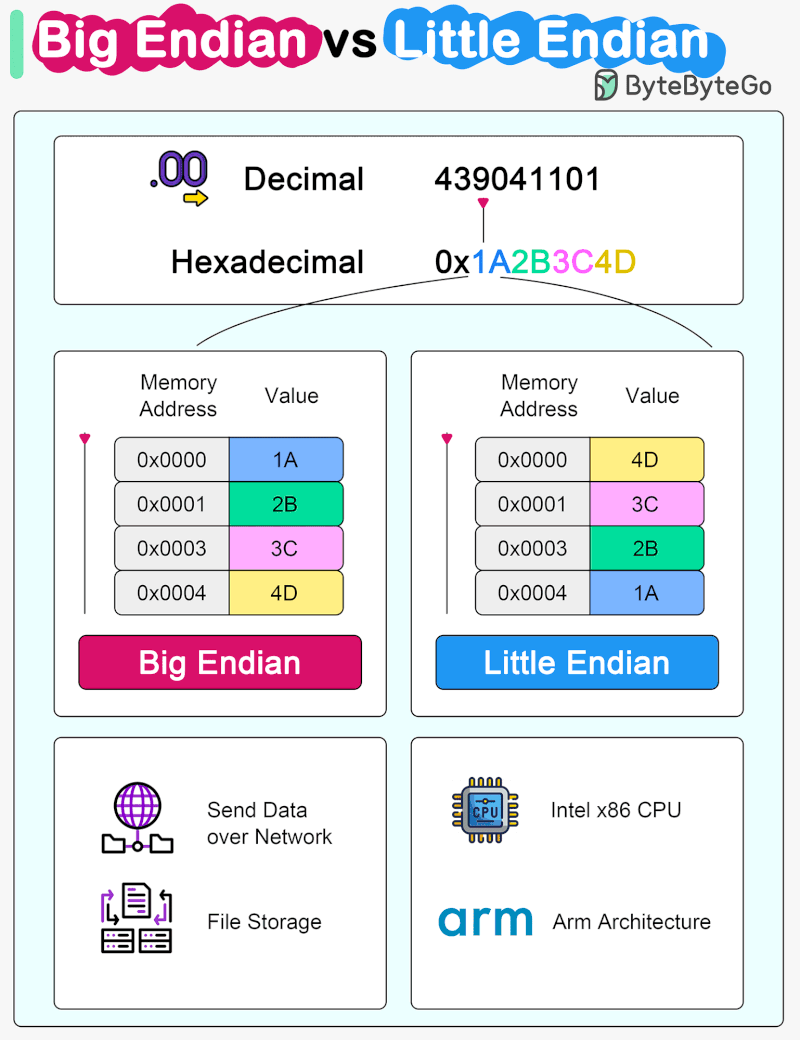 Big Endian vs Little Endian
ByteByteGo
.00
Decimal 439041101
Hexadecimal 0x1A2B3C4D
Memory
Address
Value
0x0000 1A
0x0001 2B
0x0003 3C
0x0004 4D
Big Endian
Memory
Address
Value
0x0000 4D
0x0001 3C
0x0003 2B
0x0004 1A
Little Endian
Send Data
over Network
File Storage
CPU
Intel x86 CPU
arm
Arm Architecture